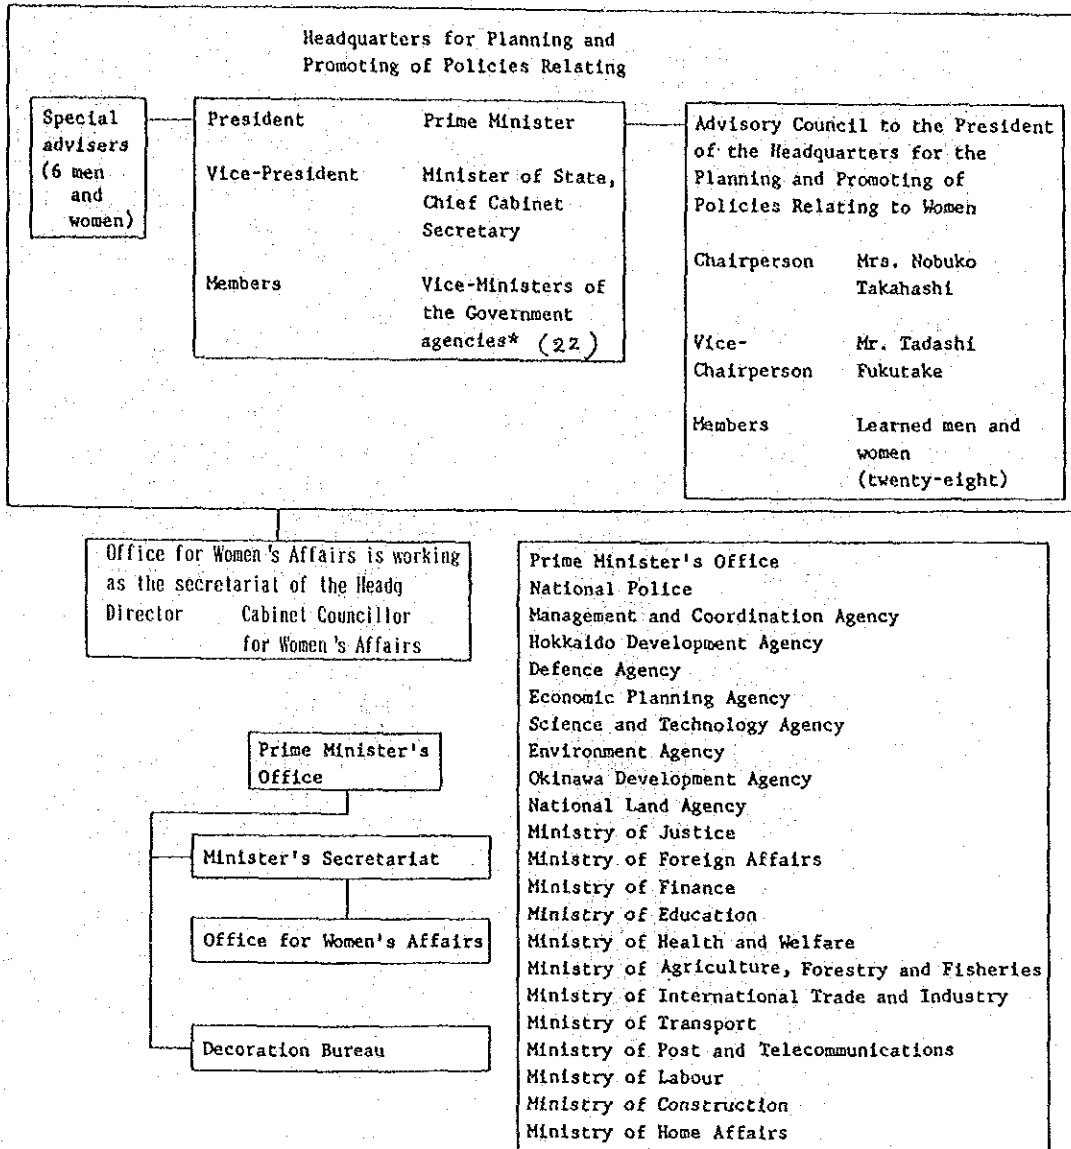 Headquarters for Planning and
Promoting of Policies Relating
Special
advisers
(6 men
and
women)
President Prime Minister
Vice-President Minister of State,
Chief Cabinet
Secretary
Members Vice-Ministers of
the Government
agencies* (22)
Advisory Council to the President
of the Headquarters for the
Planning and Promoting of
Policies Relating to Women
Chairperson Mrs. Nobuko
Takahashi
Vice- Mr. Tadashi
Chairperson Fukutake
Members Learned men and
women
(twenty-eight)
Office for Women's Affairs is working
as the secretariat of the Headq
Director Cabinet Councillor
for Women's Affairs
Prime Minister's
Office
Minister's Secretariat
Office for Women's Affairs
Decoration Bureau
Prime Minister's Office
National Police
Management and Coordination Agency
Hokkaido Development Agency
Defence Agency
Economic Planning Agency
Science and Technology Agency
Environment Agency
Okinawa Development Agency
National Land Agency
Ministry of Justice
Ministry of Foreign Affairs
Ministry of Finance
Ministry of Education
Ministry of Health and Welfare
Ministry of Agriculture, Forestry and Fisheries
Ministry of International Trade and Industry
Ministry of Transport
Ministry of Post and Telecommunications
Ministry of Labour
Ministry of Construction
Ministry of Home Affairs